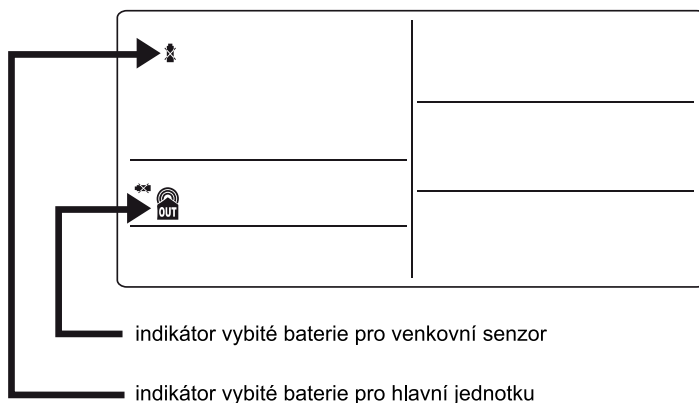 OUT
indikátor vybité baterie pro venkovní senzor
indikátor vybité baterie pro hlavní jednotku